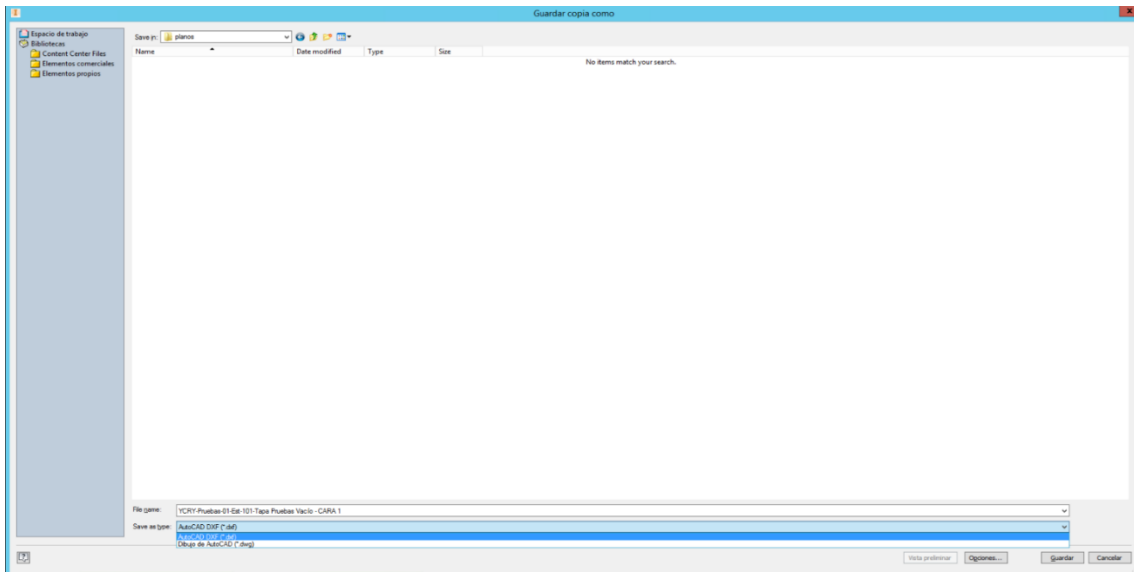 Guardar copia como
Espacio de trabajo
Bibliotecas
Content Center Files
Elementos comerciales
Elementos propios
Save in: planos
Name Date modified Type Size
No items match your search.
File name: YCRY-Pruebas-01-Est-101-Tapa Pruebas Vacío - CARA 1
Save as type: AutoCAD DXF (*.dxf)
AutoCAD DXF (*.dxf)
Dibujo de AutoCAD (*.dwg)
Vista preliminar Opciones... Guardar Cancelar